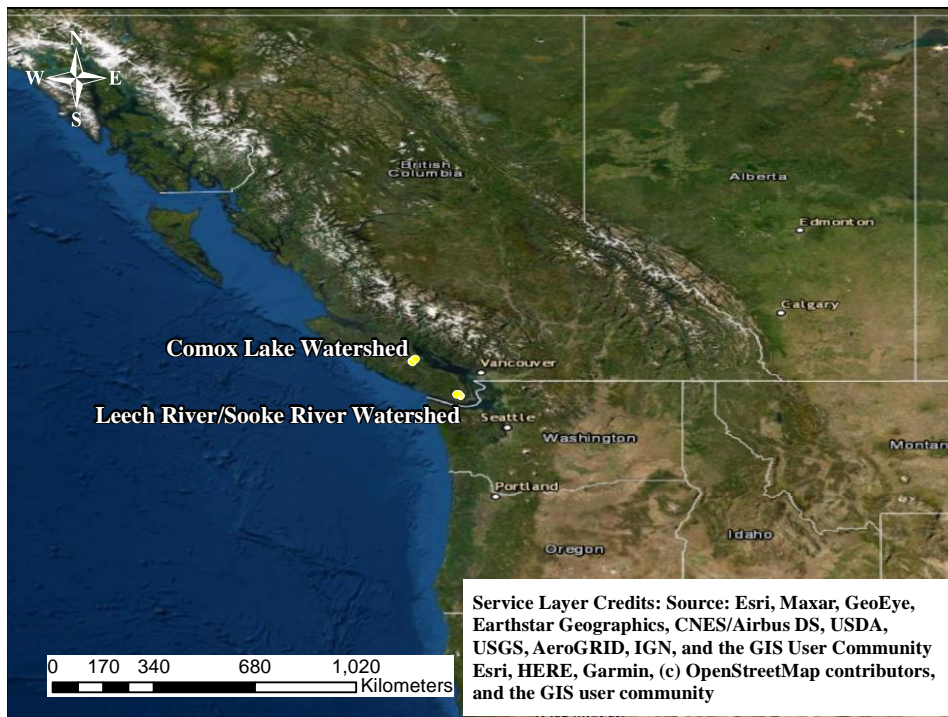 N
W E
S
British
Columbia
Alberta
Edmonton
Calgary
Comox Lake Watershed
Vancouver
Leech River/Sooke River Watershed
Seattle
Washington
Montan
Portland
Idaho
Oregon
Service Layer Credits: Source: Esri, Maxar, GeoEye,
Earthstar Geographics, CNES/Airbus DS, USDA,
USGS, AeroGRID, IGN, and the GIS User Community
Esri, HERE, Garmin, (c) OpenStreetMap contributors,
and the GIS user community
0 170 340 680 1,020
Kilometers